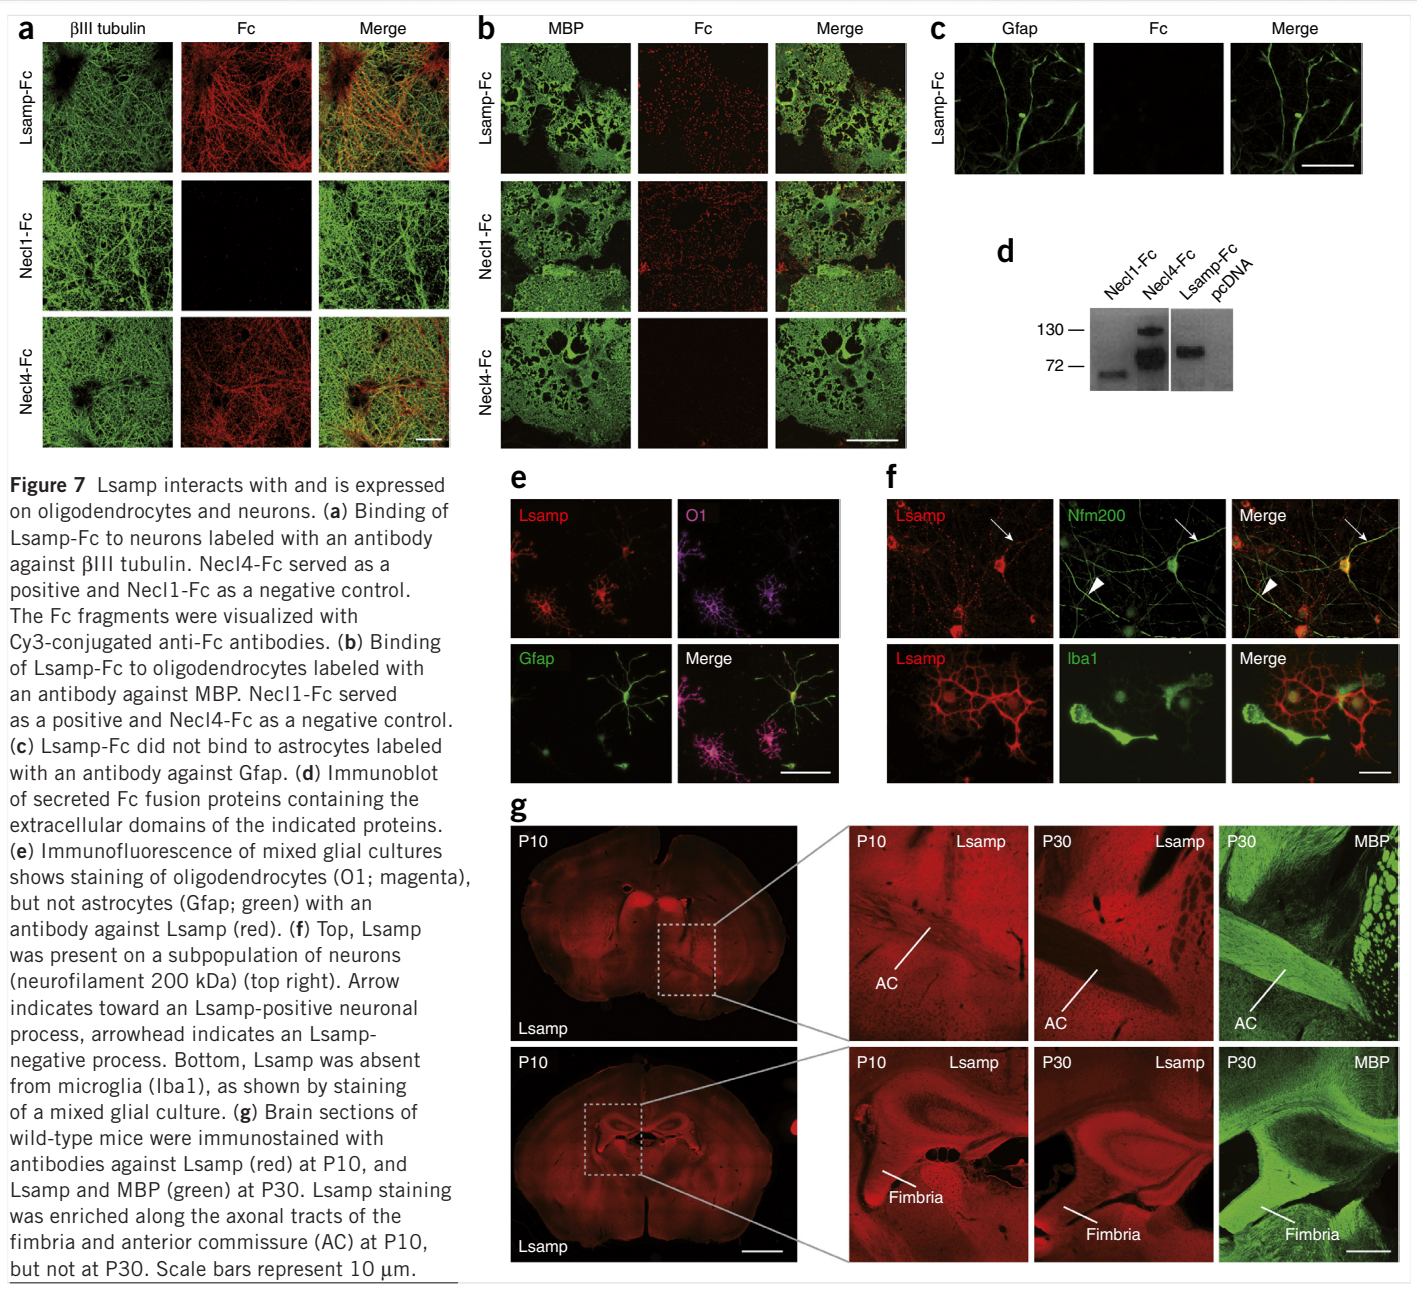 a
βIII tubulin Fc Merge
Lsamp-Fc
Necl1-Fc
Necl4-Fc
b
MBP Fc Merge
Lsamp-Fc
Necl1-Fc
Necl4-Fc
c
Gfap Fc Merge
Lsamp-Fc
d
Necl1-Fc
Necl4-Fc
Lsamp-Fc
pcDNA
130
72
Figure 7 Lsamp interacts with and is expressed
on oligodendrocytes and neurons. (a) Binding of
Lsamp-Fc to neurons labeled with an antibody
against βIII tubulin. Necl4-Fc served as a
positive and Necl1-Fc as a negative control.
The Fc fragments were visualized with
Cy3-conjugated anti-Fc antibodies. (b) Binding
of Lsamp-Fc to oligodendrocytes labeled with
an antibody against MBP. Necl1-Fc served
as a positive and Necl4-Fc as a negative control.
(c) Lsamp-Fc did not bind to astrocytes labeled
with an antibody against Gfap. (d) Immunoblot
of secreted Fc fusion proteins containing the
extracellular domains of the indicated proteins.
(e) Immunofluorescence of mixed glial cultures
shows staining of oligodendrocytes (O1; magenta),
but not astrocytes (Gfap; green) with an
antibody against Lsamp (red). (f) Top, Lsamp
was present on a subpopulation of neurons
(neurofilament 200 kDa) (top right). Arrow
indicates toward an Lsamp-positive neuronal
process, arrowhead indicates an Lsamp-
negative process. Bottom, Lsamp was absent
from microglia (Iba1), as shown by staining
of a mixed glial culture. (g) Brain sections of
wild-type mice were immunostained with
antibodies against Lsamp (red) at P10, and
Lsamp and MBP (green) at P30. Lsamp staining
was enriched along the axonal tracts of the
fimbria and anterior commissure (AC) at P10,
but not at P30. Scale bars represent 10 μm.
e
Lsamp O1
Gfap Merge
f
Lsamp Nfm200 Merge
Lsamp Iba1 Merge
g
P10
Lsamp
P10 Lsamp
AC
P30 Lsamp
AC
P30 MBP
AC
P10
Lsamp
P10 Lsamp
Fimbria
P30 Lsamp
Fimbria
P30 MBP
Fimbria